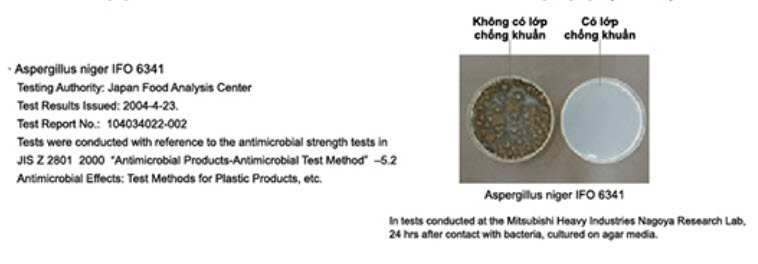 · Aspergillus niger IFO 6341
Testing Authority: Japan Food Analysis Center
Test Results Issued: 2004-4-23.
Test Report No.: 104034022-002
Tests were conducted with reference to the antimicrobial strength tests in
JIS Z 2801 2000 “Antimicrobial Products-Antimicrobial Test Method” –5.2
Antimicrobial Effects: Test Methods for Plastic Products, etc.
Không có lớp
chống khuẩn
Có lớp
chống khuẩn
Aspergillus niger IFO 6341
In tests conducted at the Mitsubishi Heavy Industries Nagoya Research Lab,
24 hrs after contact with bacteria, cultured on agar media.